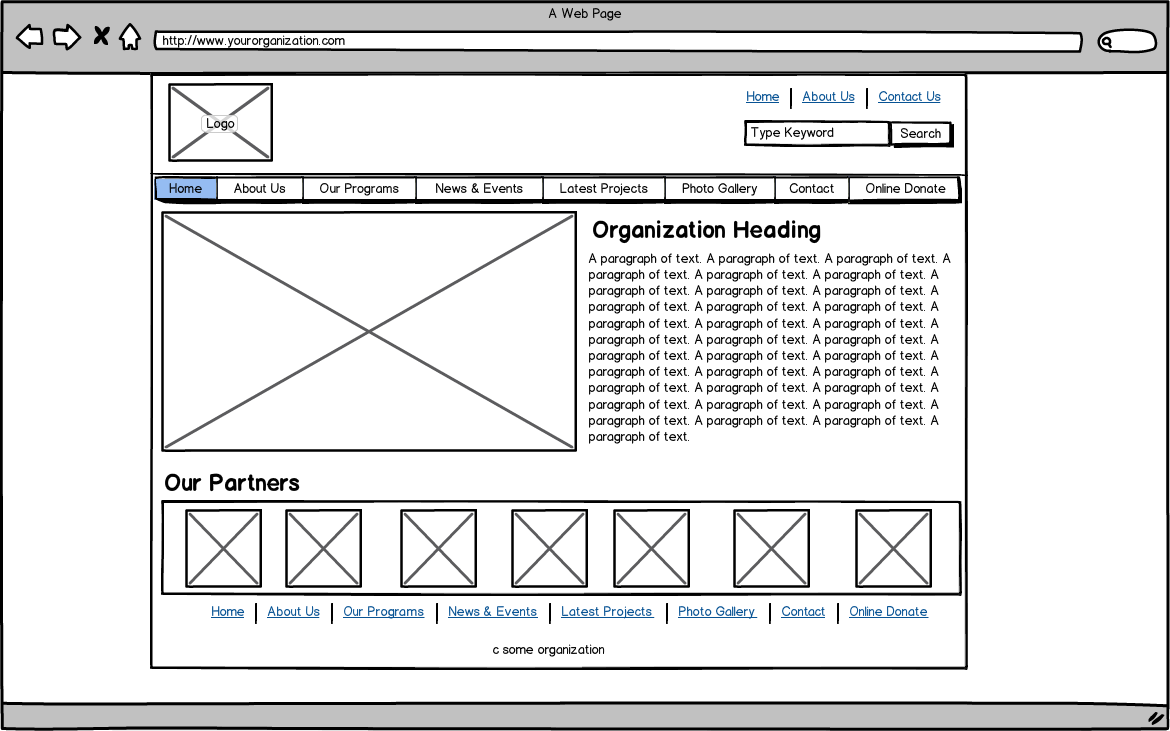 A Web Page
http://www.yourorganization.com
Logo
Home About Us Contact Us
Type Keyword Search
Home About Us Our Programs News & Events Latest Projects Photo Gallery Contact Online Donate
Organization Heading
A paragraph of text. A paragraph of text. A paragraph of text. A
paragraph of text. A paragraph of text. A paragraph of text. A
paragraph of text. A paragraph of text. A paragraph of text. A
paragraph of text. A paragraph of text. A paragraph of text. A
paragraph of text. A paragraph of text. A paragraph of text. A
paragraph of text. A paragraph of text. A paragraph of text. A
paragraph of text. A paragraph of text. A paragraph of text. A
paragraph of text. A paragraph of text. A paragraph of text. A
paragraph of text. A paragraph of text. A paragraph of text. A
paragraph of text. A paragraph of text. A paragraph of text. A
paragraph of text. A paragraph of text. A paragraph of text. A
paragraph of text.
Our Partners
Home About Us Our Programs News & Events Latest Projects Photo Gallery Contact Online Donate
c some organization